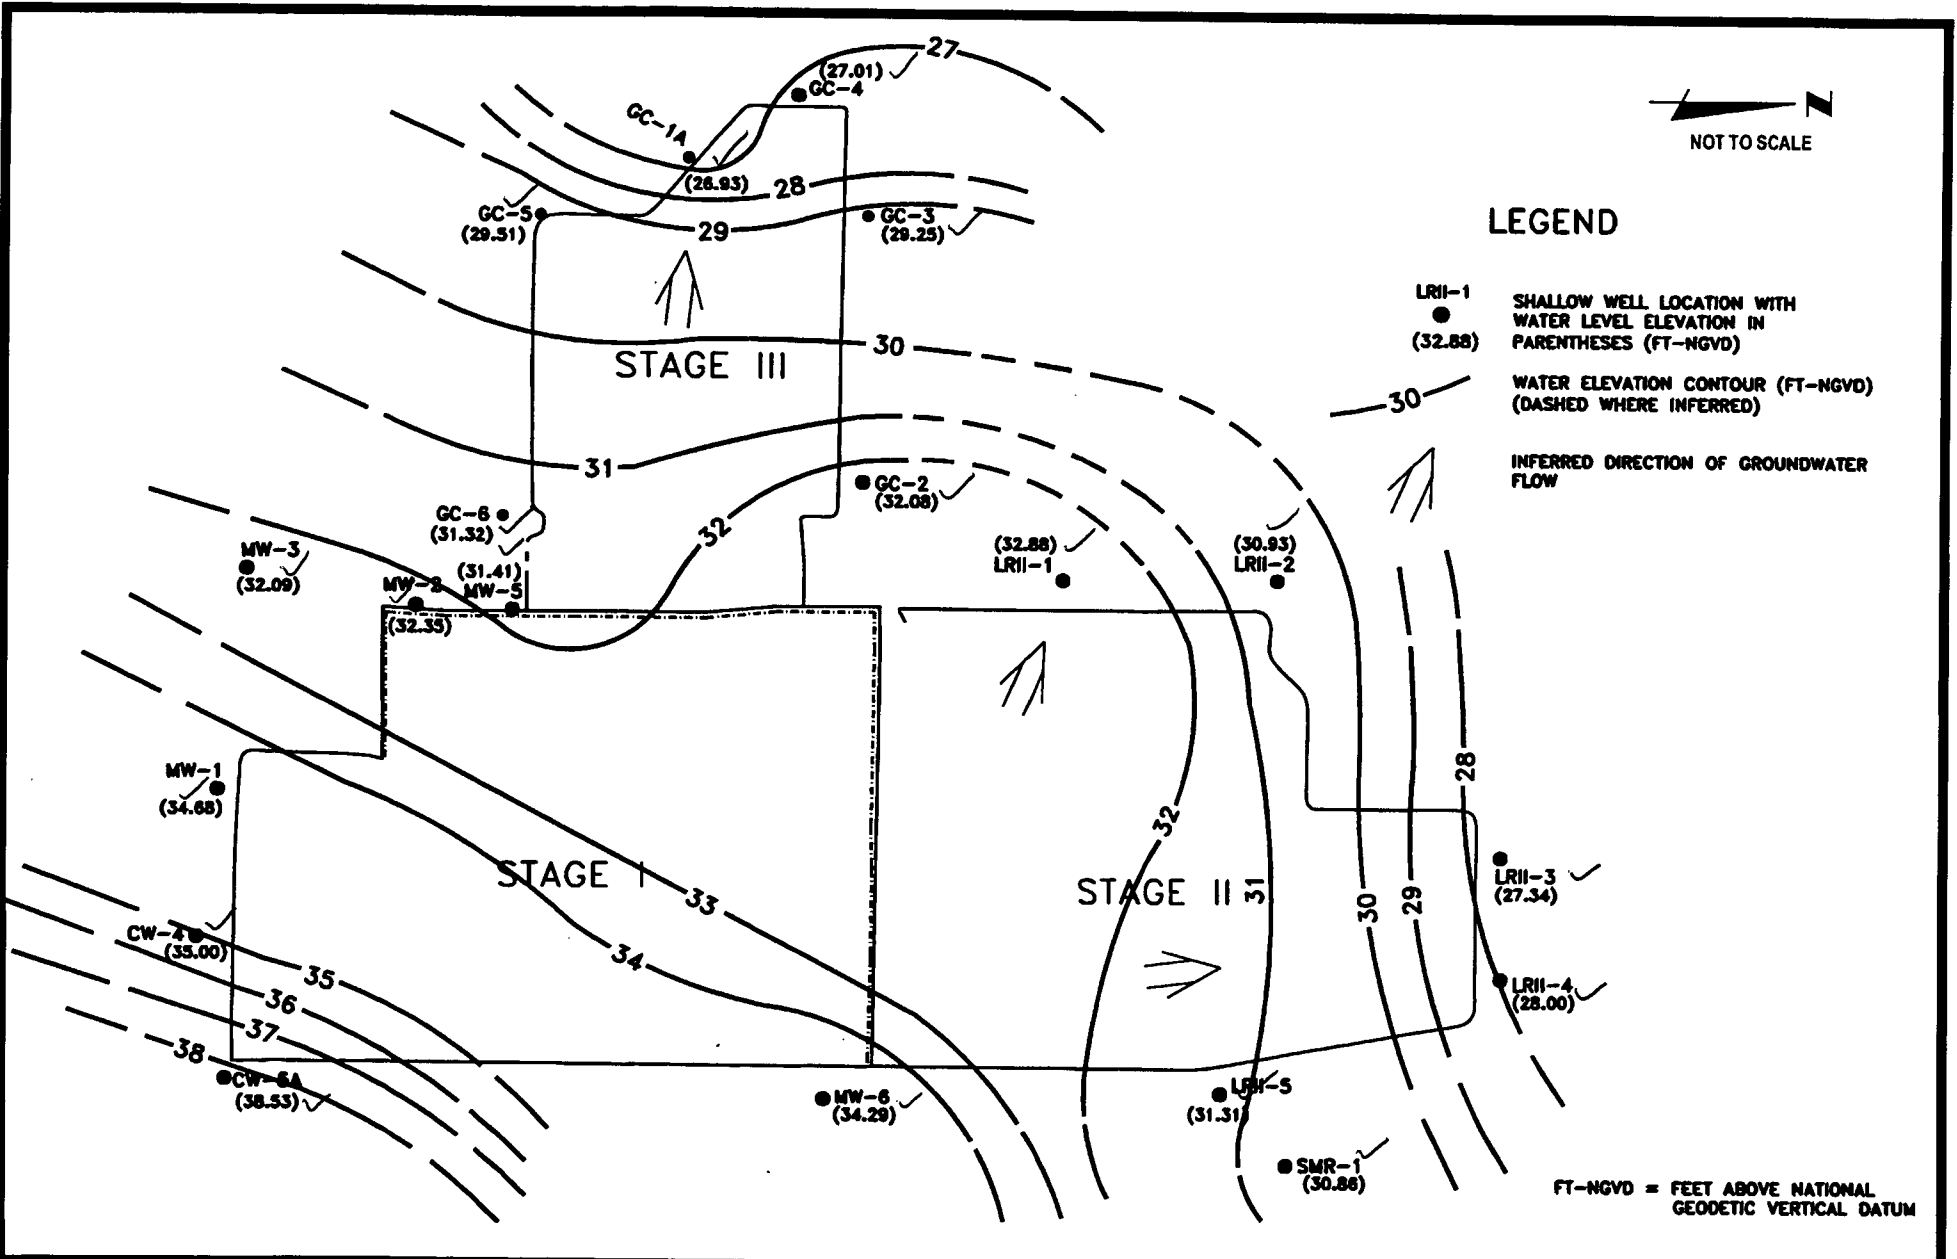 27
(27.01)
GC-4
GC-1A
(26.93)
28
GC-5
(29.51)
29
GC-3
(29.25)
N
NOT TO SCALE
LEGEND
LRII-1
(32.88)
SHALLOW WELL LOCATION WITH
WATER LEVEL ELEVATION IN
PARENTHESES (FT-NGVD)
30
WATER ELEVATION CONTOUR (FT-NGVD)
(DASHED WHERE INFERRED)
INFERRED DIRECTION OF GROUNDWATER
FLOW
30
STAGE III
31
GC-2
(32.08)
GC-6
(31.32)
32
MW-3
(32.09)
(31.41)
MW-5
MW-2
(32.35)
(32.88)
LRII-1
(30.93)
LRII-2
MW-1
(34.68)
28
32
STAGE I
33
34
STAGE II
31
30
29
LRII-3
(27.34)
CW-4
(35.00)
35
36
37
38
CW-5A
(38.53)
LRII-4
(28.00)
MW-6
(34.29)
LRII-5
(31.31)
SMR-1
(30.86)
FT-NGVD = FEET ABOVE NATIONAL
GEODETIC VERTICAL DATUM